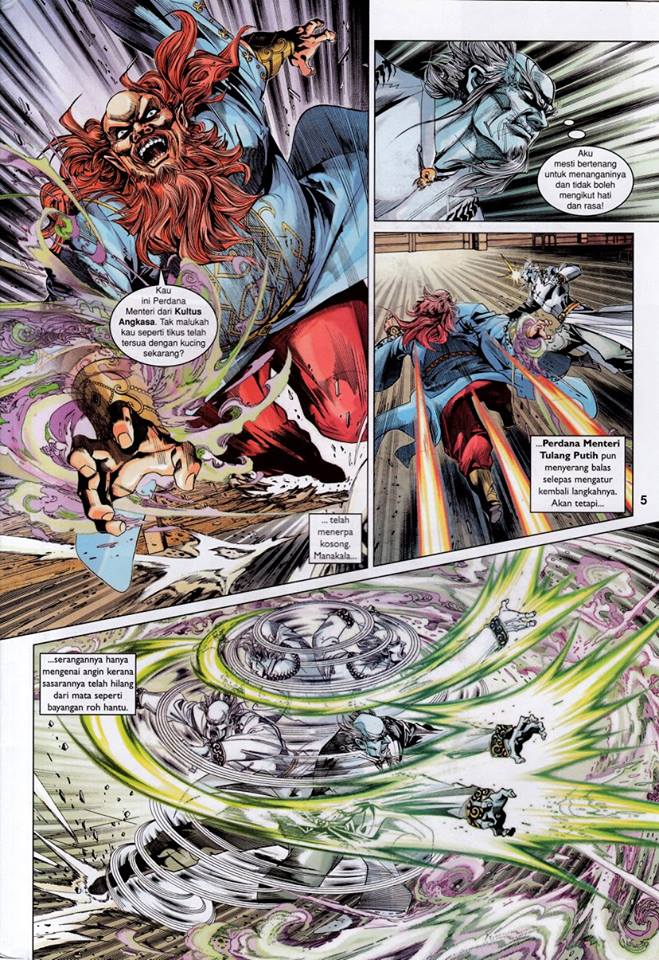 Kau
ini Perdana
Menteri dari Kultus
Angkasa. Tak malukah
kau seperti tikus telah
tersua dengan kucing
sekarang?
... telah
menerpa
kosong.
Manakala...
Aku
mesti bertenang
untuk menanganinya
dan tidak boleh
mengikut hati
dan rasa!
...Perdana Menteri
Tulang Putih pun
menyerang balas
selepas mengatur
kembali langkahnya.
Akan tetapi...
5
...serangannya hanya
mengenai angin kerana
sasarannya telah hilang
dari mata seperti
bayangan roh hantu.